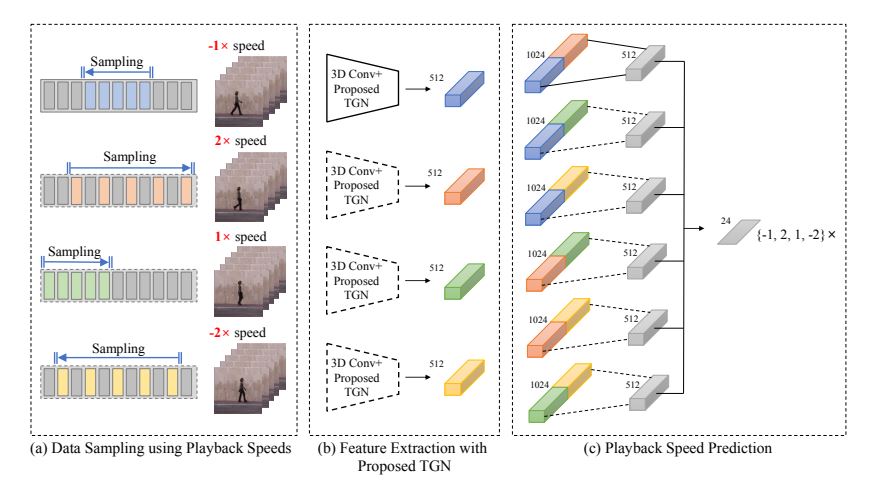 Sampling
-1× speed
Sampling
2× speed
Sampling
1× speed
Sampling
-2× speed
(a) Data Sampling using Playback Speeds
3D Conv+
Proposed
TGN
512
3D Conv+
Proposed
TGN
512
3D Conv+
Proposed
TGN
512
3D Conv+
Proposed
TGN
512
(b) Feature Extraction with
Proposed TGN
1024
512
1024
512
1024
512
1024
512
1024
512
1024
512
24
{-1, 2, 1, -2}×
(c) Playback Speed Prediction